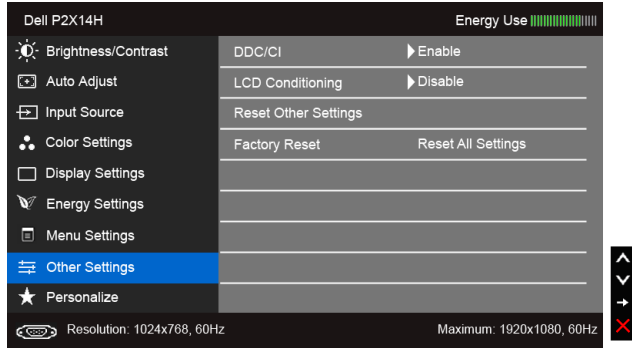 Dell P2X14H Energy Use
Brightness/Contrast DDC/CI Enable
Auto Adjust LCD Conditioning Disable
Input Source Reset Other Settings
Color Settings Factory Reset Reset All Settings
Display Settings
Energy Settings
Menu Settings
Other Settings
Personalize
Resolution: 1024x768, 60Hz Maximum: 1920x1080, 60Hz